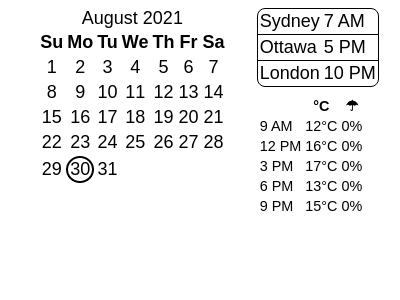 August 2021
Su Mo Tu We Th Fr Sa
1 2 3 4 5 6 7
8 9 10 11 12 13 14
15 16 17 18 19 20 21
22 23 24 25 26 27 28
29 30 31
Sydney 7 AM
Ottawa 5 PM
London 10 PM
°C ☂
9 AM 12°C 0%
12 PM 16°C 0%
3 PM 17°C 0%
6 PM 13°C 0%
9 PM 15°C 0%